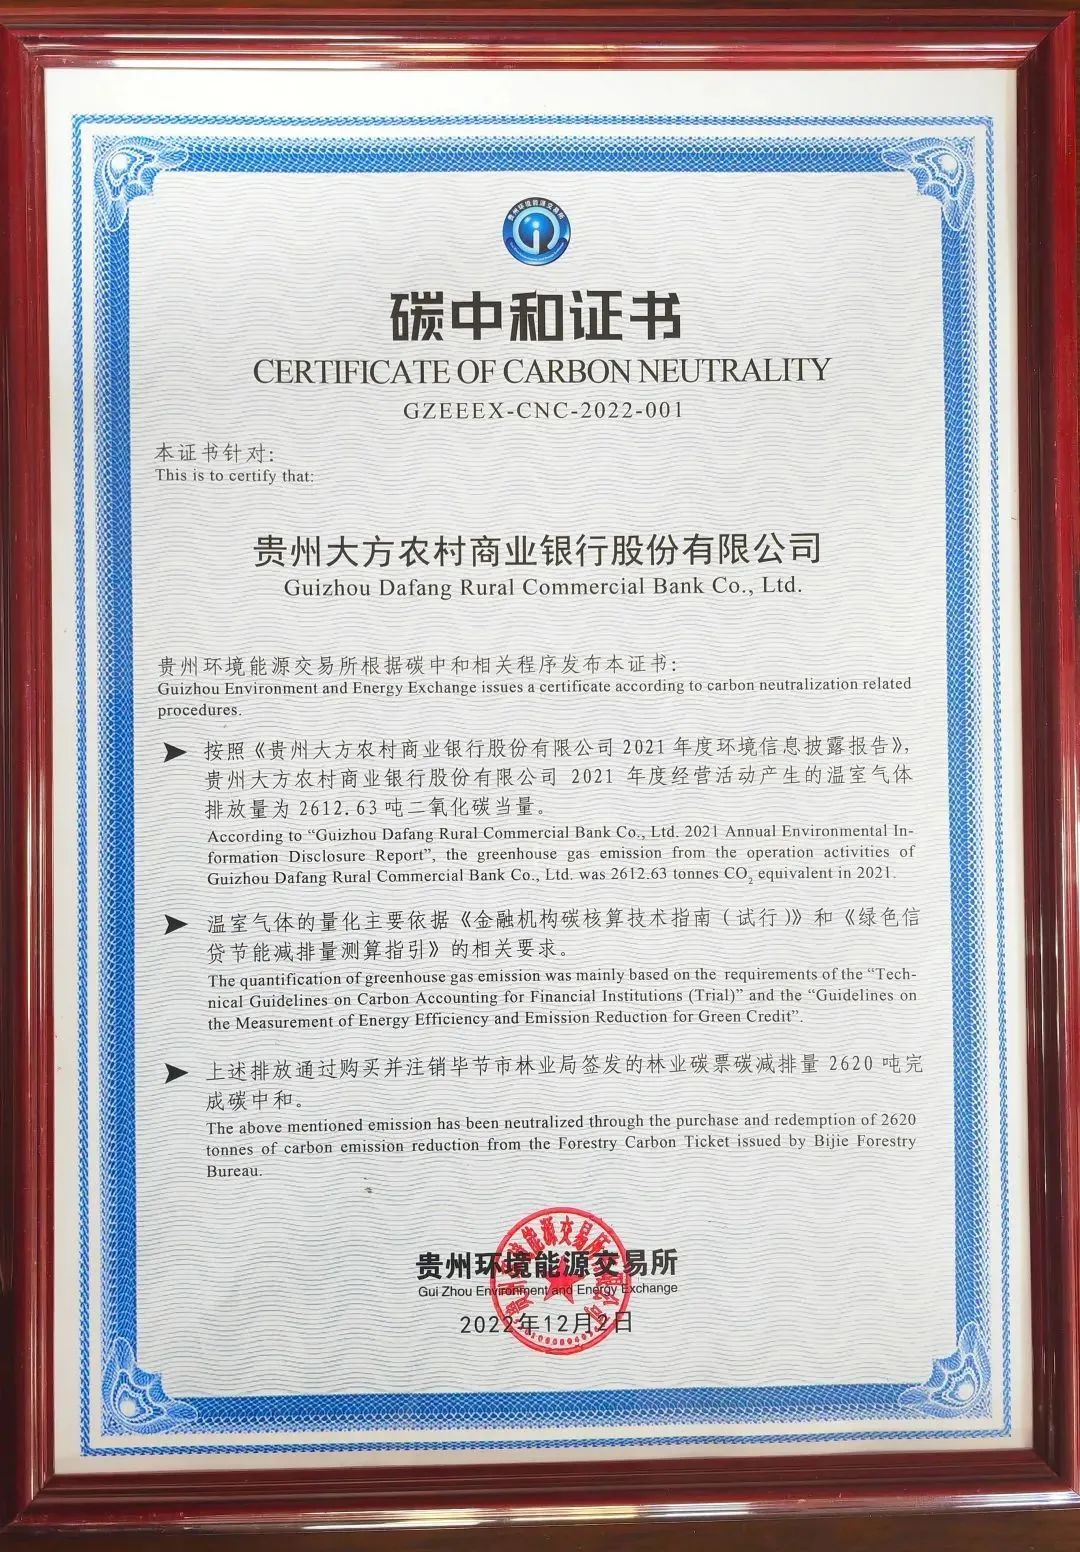 贵州环境能源交易所
碳中和证书
CERTIFICATE OF CARBON NEUTRALITY
GZEEEX-CNC-2022-001
本证书针对：
This is to certify that:
贵州大方农村商业银行股份有限公司
Guizhou Dafang Rural Commercial Bank Co., Ltd.
贵州环境能源交易所根据碳中和相关程序发布本证书：
Guizhou Environment and Energy Exchange issues a certificate according to carbon neutralization related
procedures.
按照《贵州大方农村商业银行股份有限公司 2021 年度环境信息披露报告》，
贵州大方农村商业银行股份有限公司 2021 年度经营活动产生的温室气体
排放量为 2612.63 吨二氧化碳当量。
According to “Guizhou Dafang Rural Commercial Bank Co., Ltd. 2021 Annual Environmental In-
formation Disclosure Report”, the greenhouse gas emission from the operation activities of
Guizhou Dafang Rural Commercial Bank Co., Ltd. was 2612.63 tonnes CO₂ equivalent in 2021.
温室气体的量化主要依据《金融机构碳核算技术指南（试行）》和《绿色信
贷节能减排量测算指引》的相关要求。
The quantification of greenhouse gas emission was mainly based on the requirements of the “Tech-
nical Guidelines on Carbon Accounting for Financial Institutions (Trial)” and the “Guidelines on
the Measurement of Energy Efficiency and Emission Reduction for Green Credit”.
上述排放通过购买并注销毕节市林业局签发的林业碳票碳减排量 2620 吨完
成碳中和。
The above mentioned emission has been neutralized through the purchase and redemption of 2620
tonnes of carbon emission reduction from the Forestry Carbon Ticket issued by Bijie Forestry
Bureau.
贵州环境能源交易所
Gui Zhou Environment and Energy Exchange
2022年12月2日